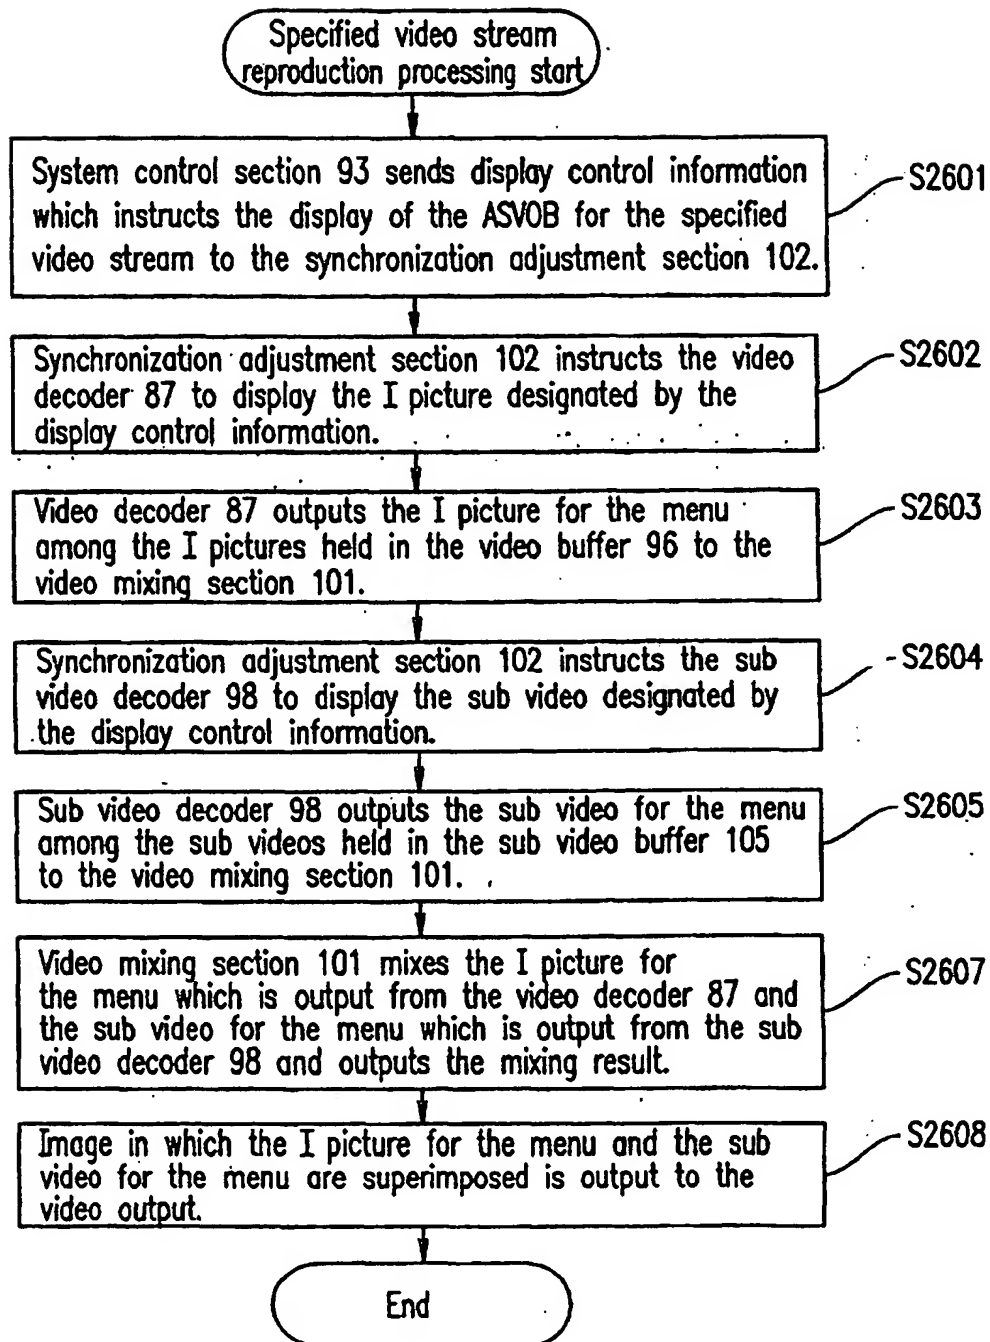 Specified video stream
reproduction processing start
System control section 93 sends display control information
which instructs the display of the ASVOB for the specified
video stream to the synchronization adjustment section 102.
S2601
Synchronization adjustment section 102 instructs the video
decoder 87 to display the I picture designated by the
display control information.
S2602
Video decoder 87 outputs the I picture for the menu
among the I pictures held in the video buffer 96 to the
video mixing section 101.
S2603
Synchronization adjustment section 102 instructs the sub
video decoder 98 to display the sub video designated by
the display control information.
S2604
Sub video decoder 98 outputs the sub video for the menu
among the sub videos held in the sub video buffer 105
to the video mixing section 101.
S2605
Video mixing section 101 mixes the I picture for
the menu which is output from the video decoder 87 and
the sub video for the menu which is output from the sub
video decoder 98 and outputs the mixing result.
S2607
Image in which the I picture for the menu and the sub
video for the menu are superimposed is output to the
video output.
S2608
End